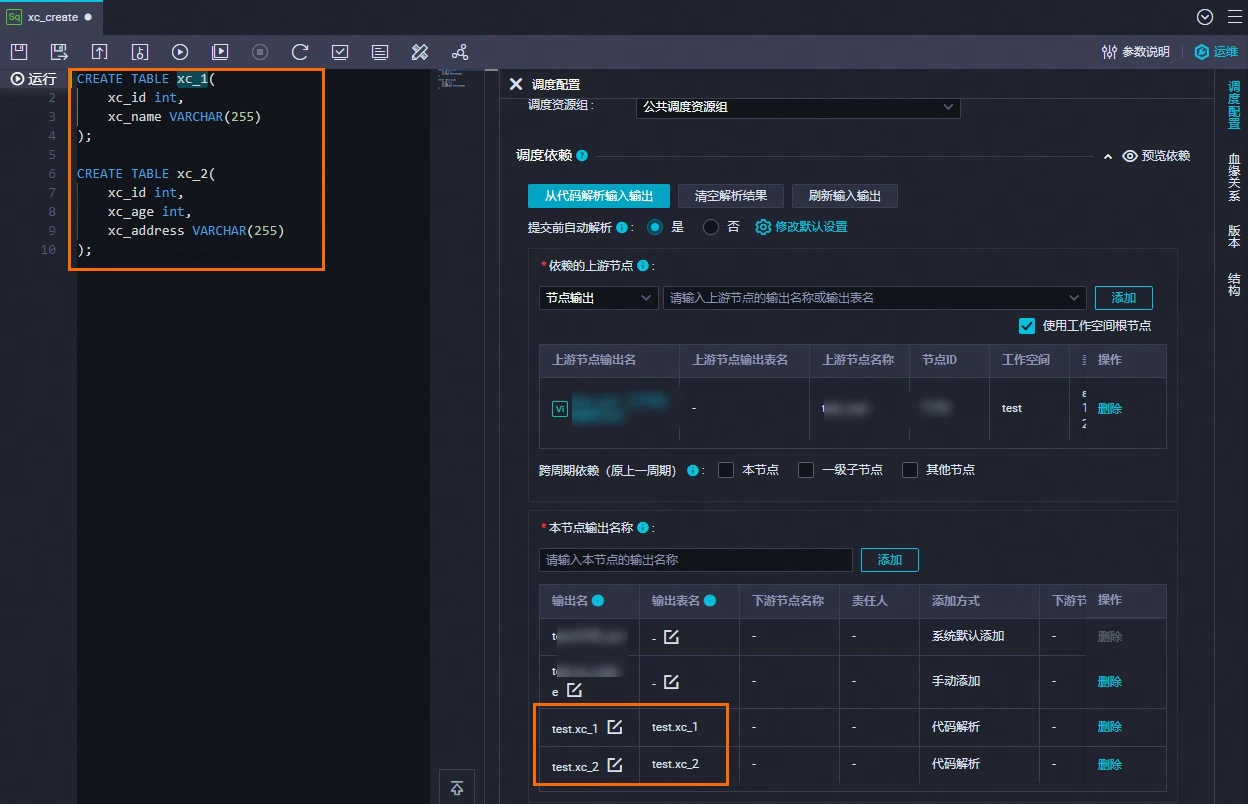 Sq xc_create
参数说明 运维
运行
CREATE TABLE xc_1(
2 xc_id int,
3 xc_name VARCHAR(255)
4 );
5
6 CREATE TABLE xc_2(
7 xc_id int,
8 xc_age int,
9 xc_address VARCHAR(255)
10 );
调度配置
调度资源组:
公共调度资源组
调度依赖
预览依赖
从代码解析输入输出 清空解析结果 刷新输入输出
提交前自动解析 : 是 否 修改默认设置
*依赖的上游节点 :
节点输出 请输入上游节点的输出名称或输出表名 添加
使用工作空间根节点
上游节点输出名 上游节点输出表名 上游节点名称 节点ID 工作空间 操作
Vi - t test a 删除
1
2
跨周期依赖（原上一周期） : 本节点 一级子节点 其他节点
*本节点输出名称 :
请输入本节点的输出名称 添加
输出名 输出表名 下游节点名称 责任人 添加方式 下游节 操作
- - - 系统默认添加 - 删除
e - - - 手动添加 - 删除
test.xc_1 test.xc_1 - - 代码解析 - 删除
test.xc_2 test.xc_2 - - 代码解析 - 删除
调度配置
血缘关系
版本
结构